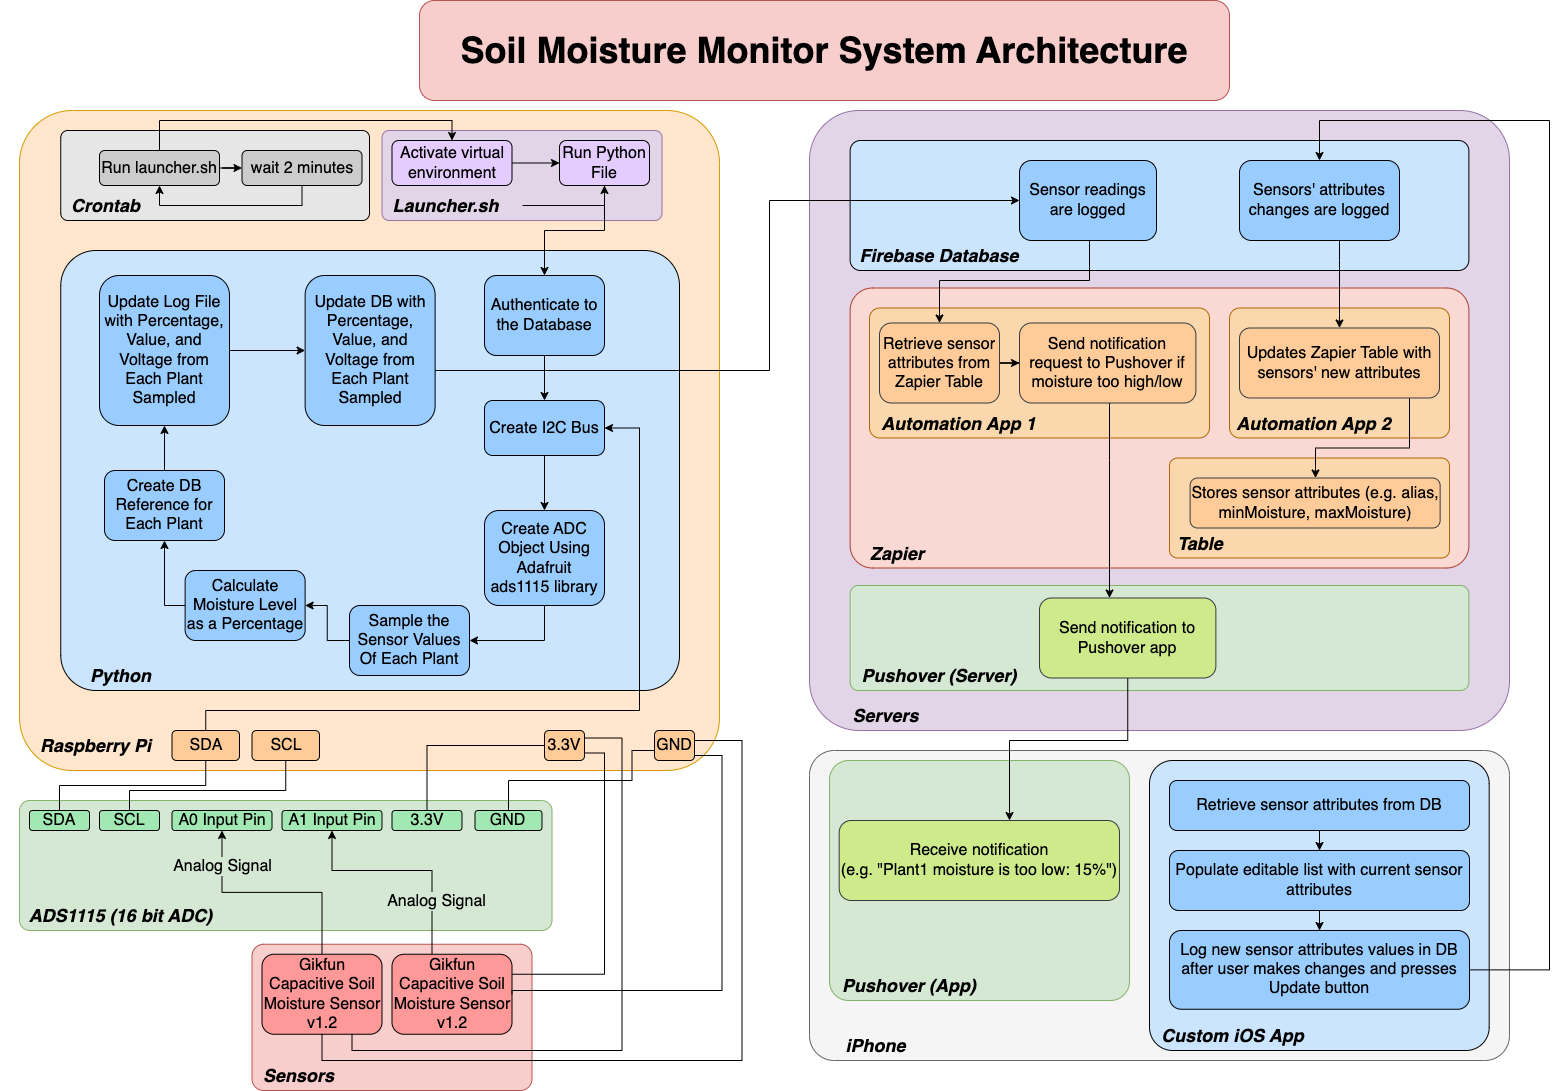 Soil Moisture Monitor System Architecture
Run launcher.sh
wait 2 minutes
Crontab
Activate virtual
environment
Run Python
File
Launcher.sh
Update Log File
with Percentage,
Value, and
Voltage from
Each Plant
Sampled
Update DB with
Percentage,
Value, and
Voltage from
Each Plant
Sampled
Authenticate to
the Database
Create I2C Bus
Create DB
Reference for
Each Plant
Create ADC
Object Using
Adafruit
ads1115 library
Calculate
Moisture Level
as a Percentage
Sample the
Sensor Values
Of Each Plant
Python
Raspberry Pi
SDA
SCL
3.3V
GND
SDA
SCL
A0 Input Pin
A1 Input Pin
3.3V
GND
Analog Signal
Analog Signal
ADS1115 (16 bit ADC)
Gikfun
Capacitive Soil
Moisture Sensor
v1.2
Gikfun
Capacitive Soil
Moisture Sensor
v1.2
Sensors
Sensor readings
are logged
Sensors' attributes
changes are logged
Firebase Database
Retrieve sensor
attributes from
Zapier Table
Send notification
request to Pushover if
moisture too high/low
Automation App 1
Updates Zapier Table with
sensors' new attributes
Automation App 2
Stores sensor attributes (e.g. alias,
minMoisture, maxMoisture)
Table
Zapier
Send notification to
Pushover app
Pushover (Server)
Servers
Receive notification
(e.g. "Plant1 moisture is too low: 15%")
Pushover (App)
Retrieve sensor attributes from DB
Populate editable list with current sensor
attributes
Log new sensor attributes values in DB
after user makes changes and presses
Update button
Custom iOS App
iPhone